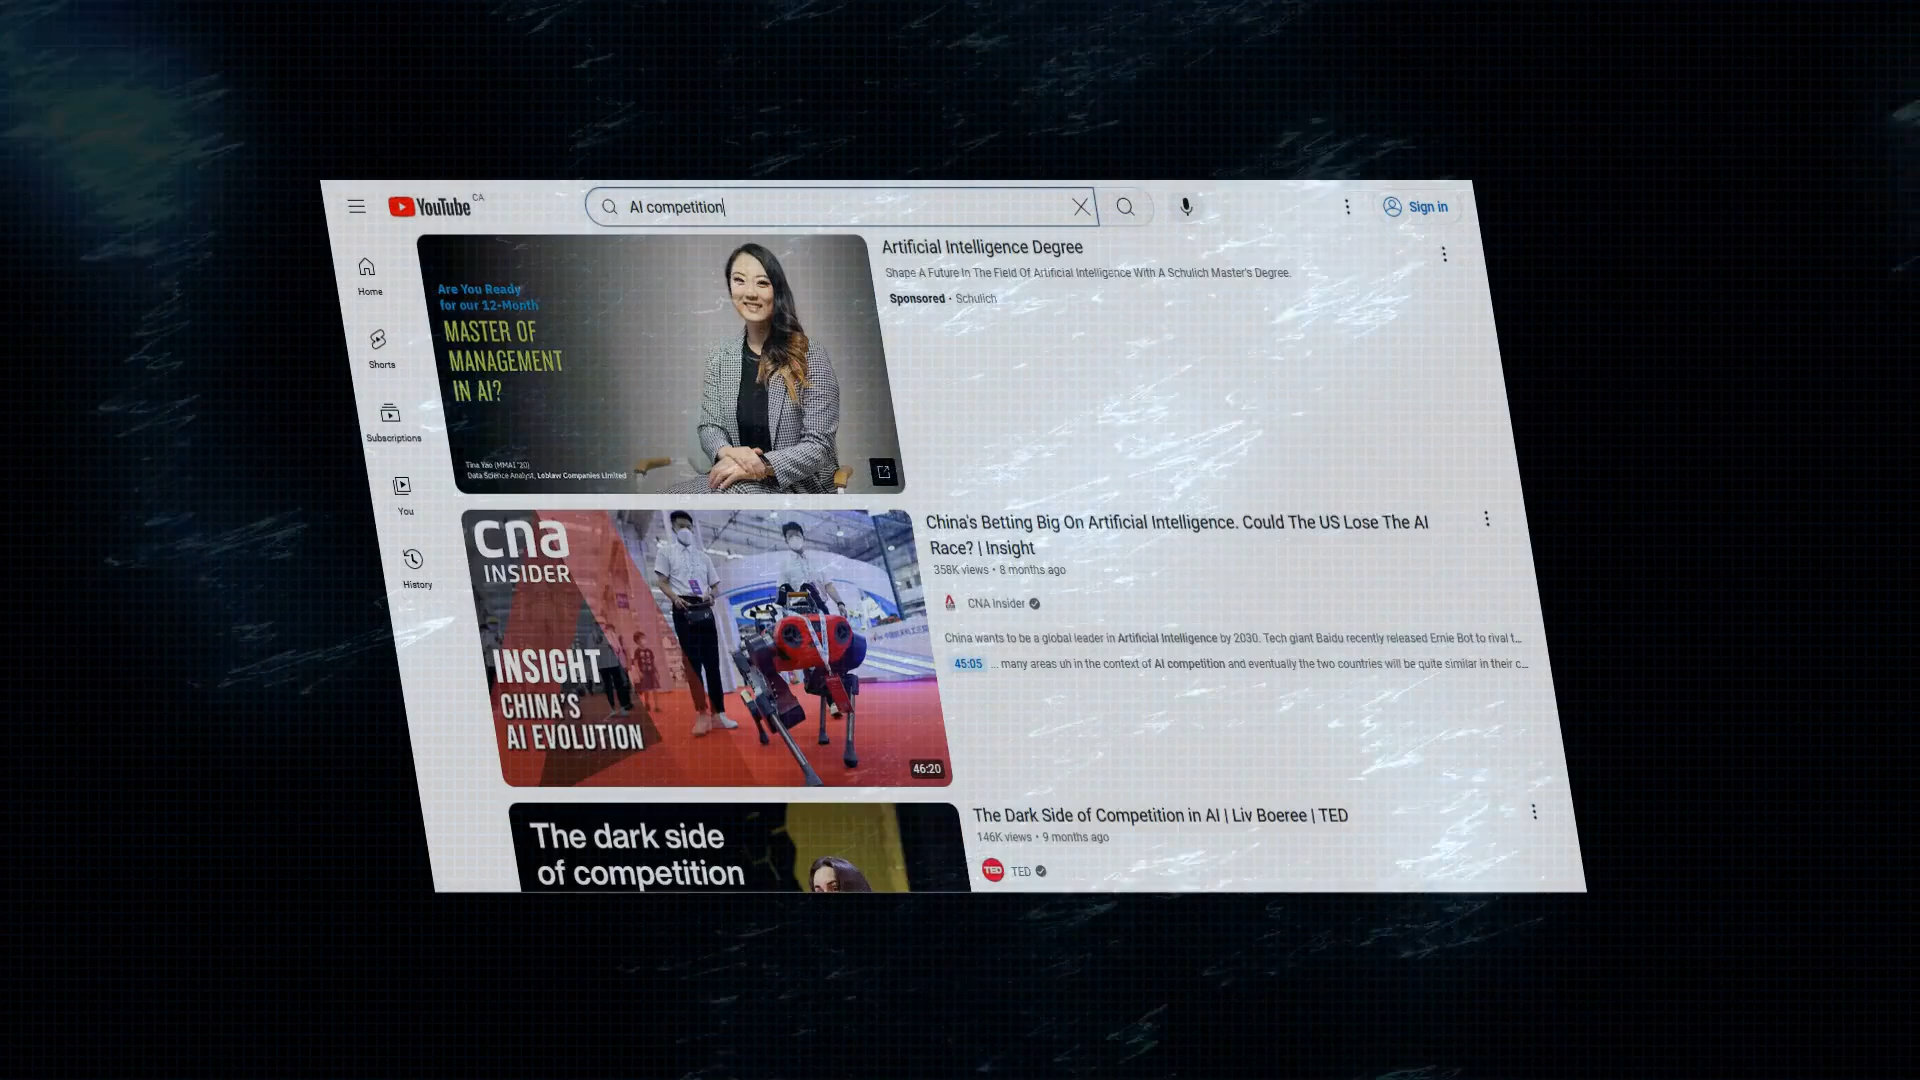 YouTube CA
AI competition
Sign in
Home
Shorts
Subscriptions
You
History
Are You Ready
for our 12-Month
MASTER OF
MANAGEMENT
IN AI?
Tina Yao (MMAI '20)
Data Science Analyst, Loblaw Companies Limited
Artificial Intelligence Degree
Shape A Future In The Field Of Artificial Intelligence With A Schulich Master's Degree.
Sponsored · Schulich
cna
INSIDER
INSIGHT
CHINA'S
AI EVOLUTION
46:20
China's Betting Big On Artificial Intelligence. Could The US Lose The AI
Race? | Insight
358K views • 8 months ago
CNA Insider
China wants to be a global leader in Artificial Intelligence by 2030. Tech giant Baidu recently released Ernie Bot to rival t...
45:05 ... many areas uh in the context of AI competition and eventually the two countries will be quite similar in their c...
The dark side
of competition
The Dark Side of Competition in AI | Liv Boeree | TED
146K views • 9 months ago
TED TED